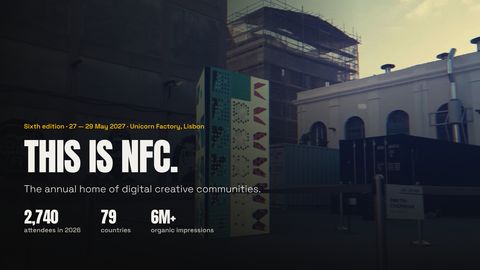 Sixth edition · 27 — 29 May 2027 · Unicorn Factory, Lisbon
THIS IS NFC.
The annual home of digital creative communities.
2,740
attendees in 2026
79
countries
6M+
organic impressions